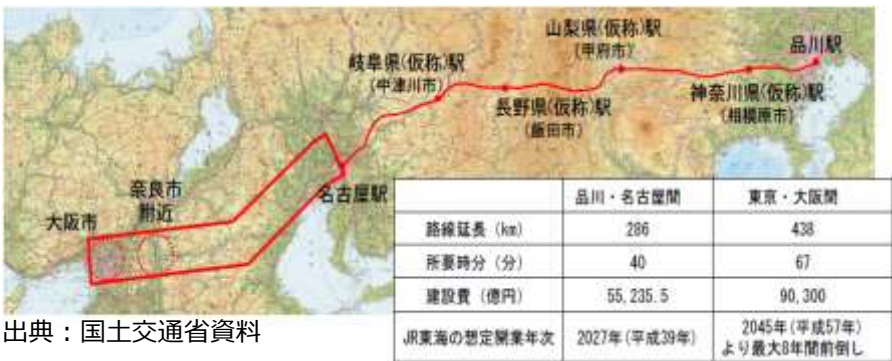 山梨県(仮称)駅
(甲府市)
品川駅
岐阜県(仮称)駅
(中津川市)
長野県(仮称)駅
(飯田市)
神奈川県(仮称)駅
(相模原市)
名古屋駅
奈良市
附近
大阪市
品川・名古屋間 東京・大阪間
路線延長(km) 286 438
所要時分(分) 40 67
建設費(億円) 55,235.5 90,300
JR東海の想定開業年次 2027年(平成39年) 2045年(平成57年)
より最大8年間前倒し
出典：国土交通省資料